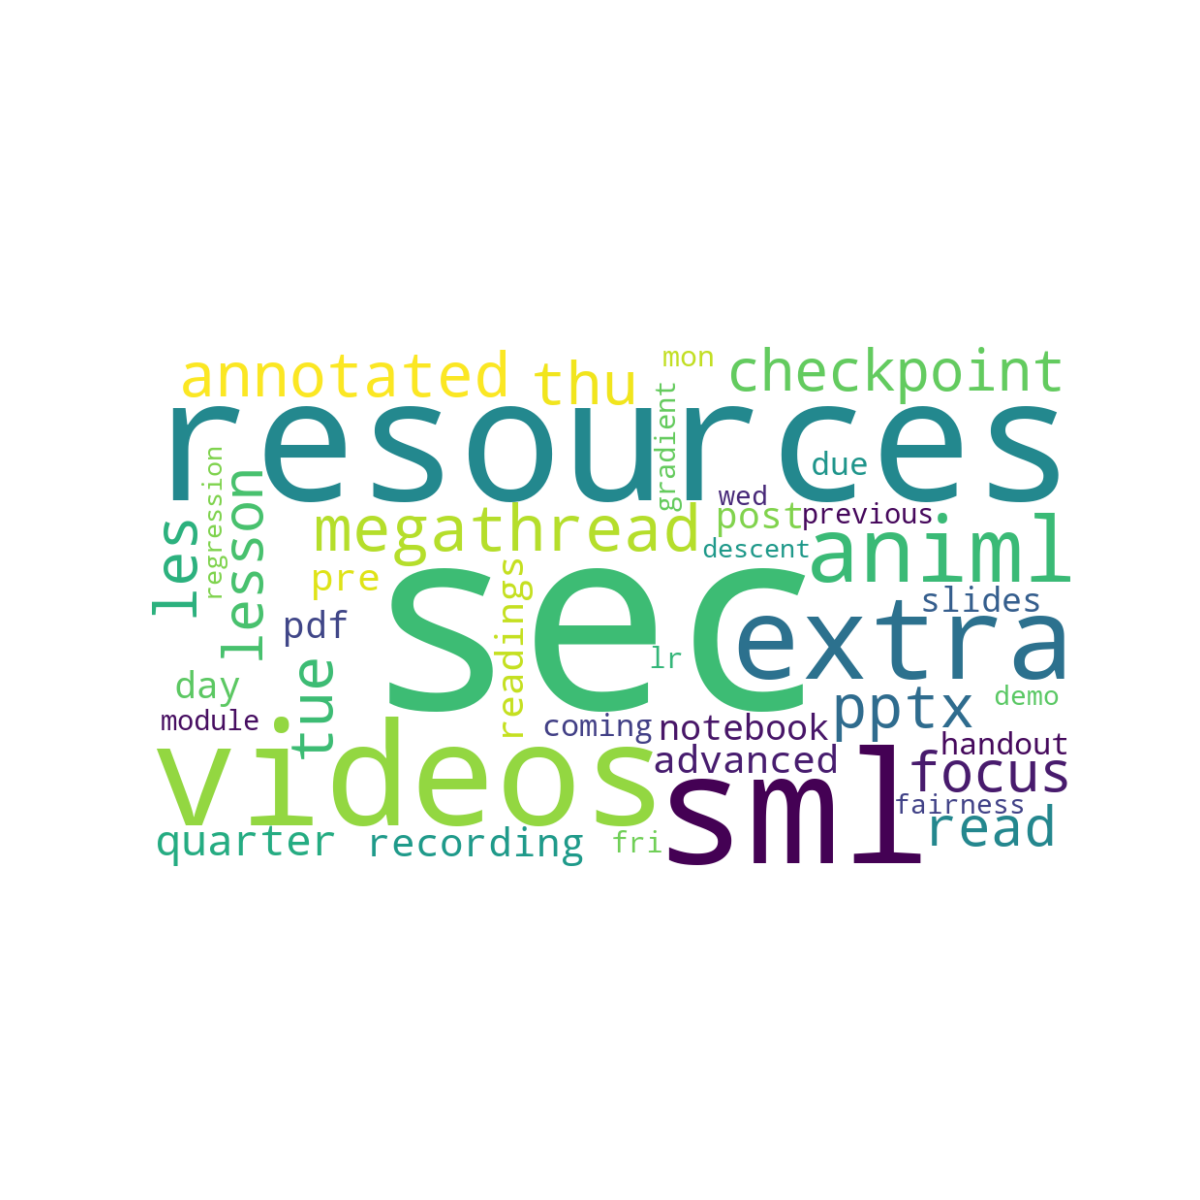 annotated
thu
mon
checkpoint
resources
gradient
due
regression
lesson
les
wed
previous
megathread
post
descent
animl
pre
sec
readings
extra
slides
pdf
lr
tue
day
pptx
demo
module
coming
notebook
handout
videos
advanced
focus
sml
fairness
quarter
recording
fri
read